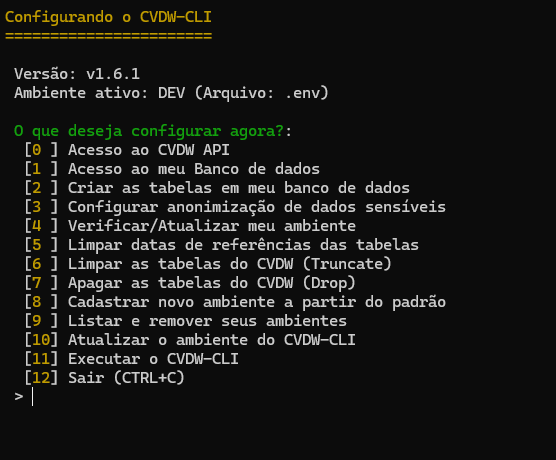 Configurando o CVDW-CLI
=======================
Versão: v1.6.1
Ambiente ativo: DEV (Arquivo: .env)
O que deseja configurar agora?:
[0 ] Acesso ao CVDW API
[1 ] Acesso ao meu Banco de dados
[2 ] Criar as tabelas em meu banco de dados
[3 ] Configurar anonimização de dados sensíveis
[4 ] Verificar/Atualizar meu ambiente
[5 ] Limpar datas de referências das tabelas
[6 ] Limpar as tabelas do CVDW (Truncate)
[7 ] Apagar as tabelas do CVDW (Drop)
[8 ] Cadastrar novo ambiente a partir do padrão
[9 ] Listar e remover seus ambientes
[10] Atualizar o ambiente do CVDW-CLI
[11] Executar o CVDW-CLI
[12] Sair (CTRL+C)
>